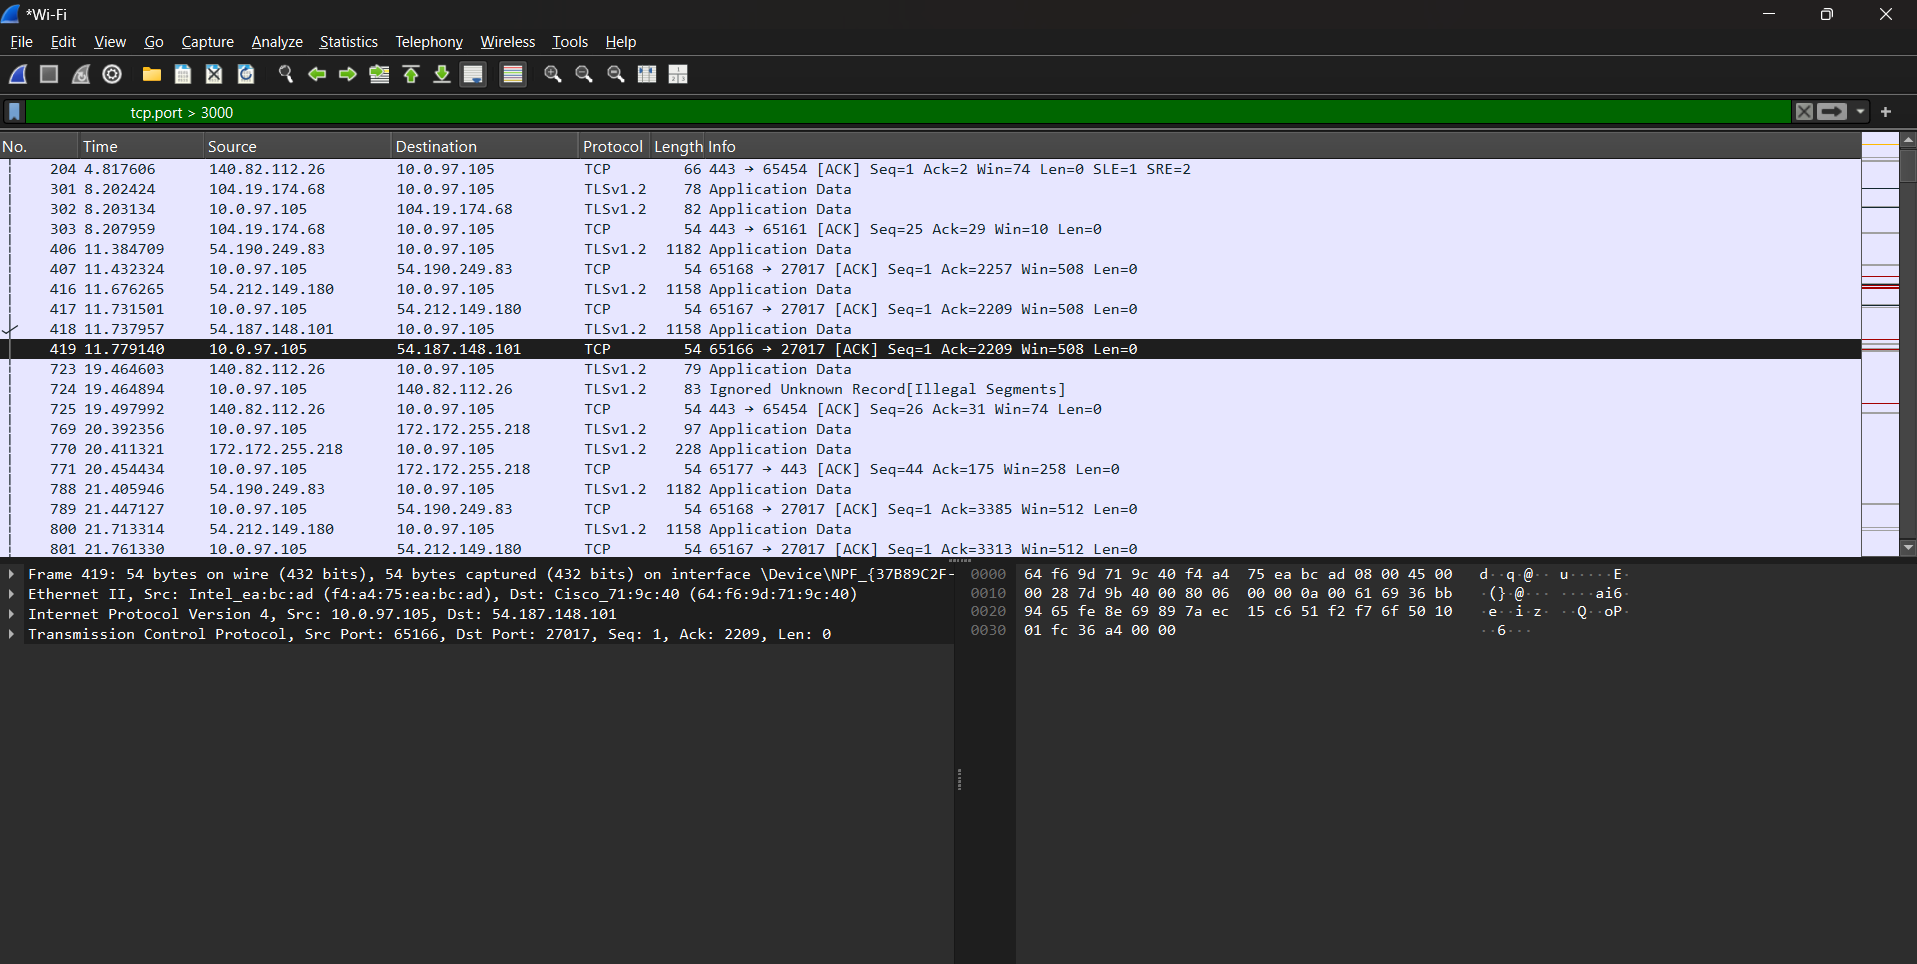 *Wi-Fi
File Edit View Go Capture Analyze Statistics Telephony Wireless Tools Help
tcp.port > 3000
No. Time Source Destination Protocol Length Info
204 4.817606 140.82.112.26 10.0.97.105 TCP 66 443 → 65454 [ACK] Seq=1 Ack=2 Win=74 Len=0 SLE=1 SRE=2
301 8.202424 104.19.174.68 10.0.97.105 TLSv1.2 78 Application Data
302 8.203134 10.0.97.105 104.19.174.68 TLSv1.2 82 Application Data
303 8.207959 104.19.174.68 10.0.97.105 TCP 54 443 → 65161 [ACK] Seq=25 Ack=29 Win=10 Len=0
406 11.384709 54.190.249.83 10.0.97.105 TLSv1.2 1182 Application Data
407 11.432324 10.0.97.105 54.190.249.83 TCP 54 65168 → 27017 [ACK] Seq=1 Ack=2257 Win=508 Len=0
416 11.676265 54.212.149.180 10.0.97.105 TLSv1.2 1158 Application Data
417 11.731501 10.0.97.105 54.212.149.180 TCP 54 65167 → 27017 [ACK] Seq=1 Ack=2209 Win=508 Len=0
418 11.737957 54.187.148.101 10.0.97.105 TLSv1.2 1158 Application Data
419 11.779140 10.0.97.105 54.187.148.101 TCP 54 65166 → 27017 [ACK] Seq=1 Ack=2209 Win=508 Len=0
723 19.464603 140.82.112.26 10.0.97.105 TLSv1.2 79 Application Data
724 19.464894 10.0.97.105 140.82.112.26 TLSv1.2 83 Ignored Unknown Record[Illegal Segments]
725 19.497992 140.82.112.26 10.0.97.105 TCP 54 443 → 65454 [ACK] Seq=26 Ack=31 Win=74 Len=0
769 20.392356 10.0.97.105 172.172.255.218 TLSv1.2 97 Application Data
770 20.411321 172.172.255.218 10.0.97.105 TLSv1.2 228 Application Data
771 20.454434 10.0.97.105 172.172.255.218 TCP 54 65177 → 443 [ACK] Seq=44 Ack=175 Win=258 Len=0
788 21.405946 54.190.249.83 10.0.97.105 TLSv1.2 1182 Application Data
789 21.447127 10.0.97.105 54.190.249.83 TCP 54 65168 → 27017 [ACK] Seq=1 Ack=3385 Win=512 Len=0
800 21.713314 54.212.149.180 10.0.97.105 TLSv1.2 1158 Application Data
801 21.761330 10.0.97.105 54.212.149.180 TCP 54 65167 → 27017 [ACK] Seq=1 Ack=3313 Win=512 Len=0
Frame 419: 54 bytes on wire (432 bits), 54 bytes captured (432 bits) on interface \Device\NPF_{37B89C2F-
Ethernet II, Src: Intel_ea:bc:ad (f4:a4:75:ea:bc:ad), Dst: Cisco_71:9c:40 (64:f6:9d:71:9c:40)
Internet Protocol Version 4, Src: 10.0.97.105, Dst: 54.187.148.101
Transmission Control Protocol, Src Port: 65166, Dst Port: 27017, Seq: 1, Ack: 2209, Len: 0
0000 64 f6 9d 71 9c 40 f4 a4 75 ea bc ad 08 00 45 00 d··q·@·· u·····E·
0010 00 28 7d 9b 40 00 80 06 00 00 0a 00 61 69 36 bb ·(}·@··· ····ai6·
0020 94 65 fe 8e 69 89 7a ec 15 c6 51 f2 f7 6f 50 10 ·e··i·z· ··Q··oP·
0030 01 fc 36 a4 00 00 ··6···